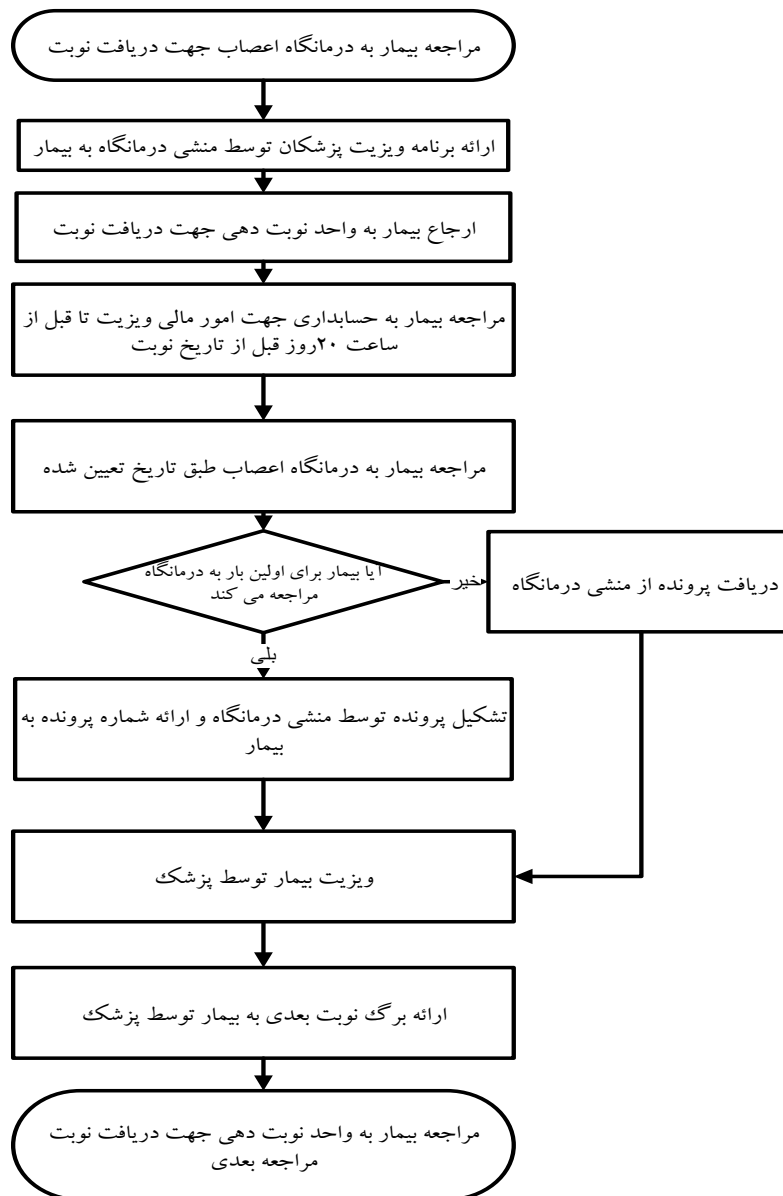 مراجعه بیمار به درمانگاه اعصاب جهت دریافت نوبت
ارائه برنامه ویزیت پزشکان توسط منشی درمانگاه به بیمار
ارجاع بیمار به واحد نوبت دهی جهت دریافت نوبت
مراجعه بیمار به حسابداری جهت امور مالی ویزیت تا قبل از
ساعت ۲۰روز قبل از تاریخ نوبت
مراجعه بیمار به درمانگاه اعصاب طبق تاریخ تعیین شده
آیا بیمار برای اولین بار به درمانگاه
مراجعه می کند
خیر
دریافت پرونده از منشی درمانگاه
بلی
تشکیل پرونده توسط منشی درمانگاه و ارائه شماره پرونده به
بیمار
ویزیت بیمار توسط پزشک
ارائه برگ نوبت بعدی به بیمار توسط پزشک
مراجعه بیمار به واحد نوبت دهی جهت دریافت نوبت
مراجعه بعدی